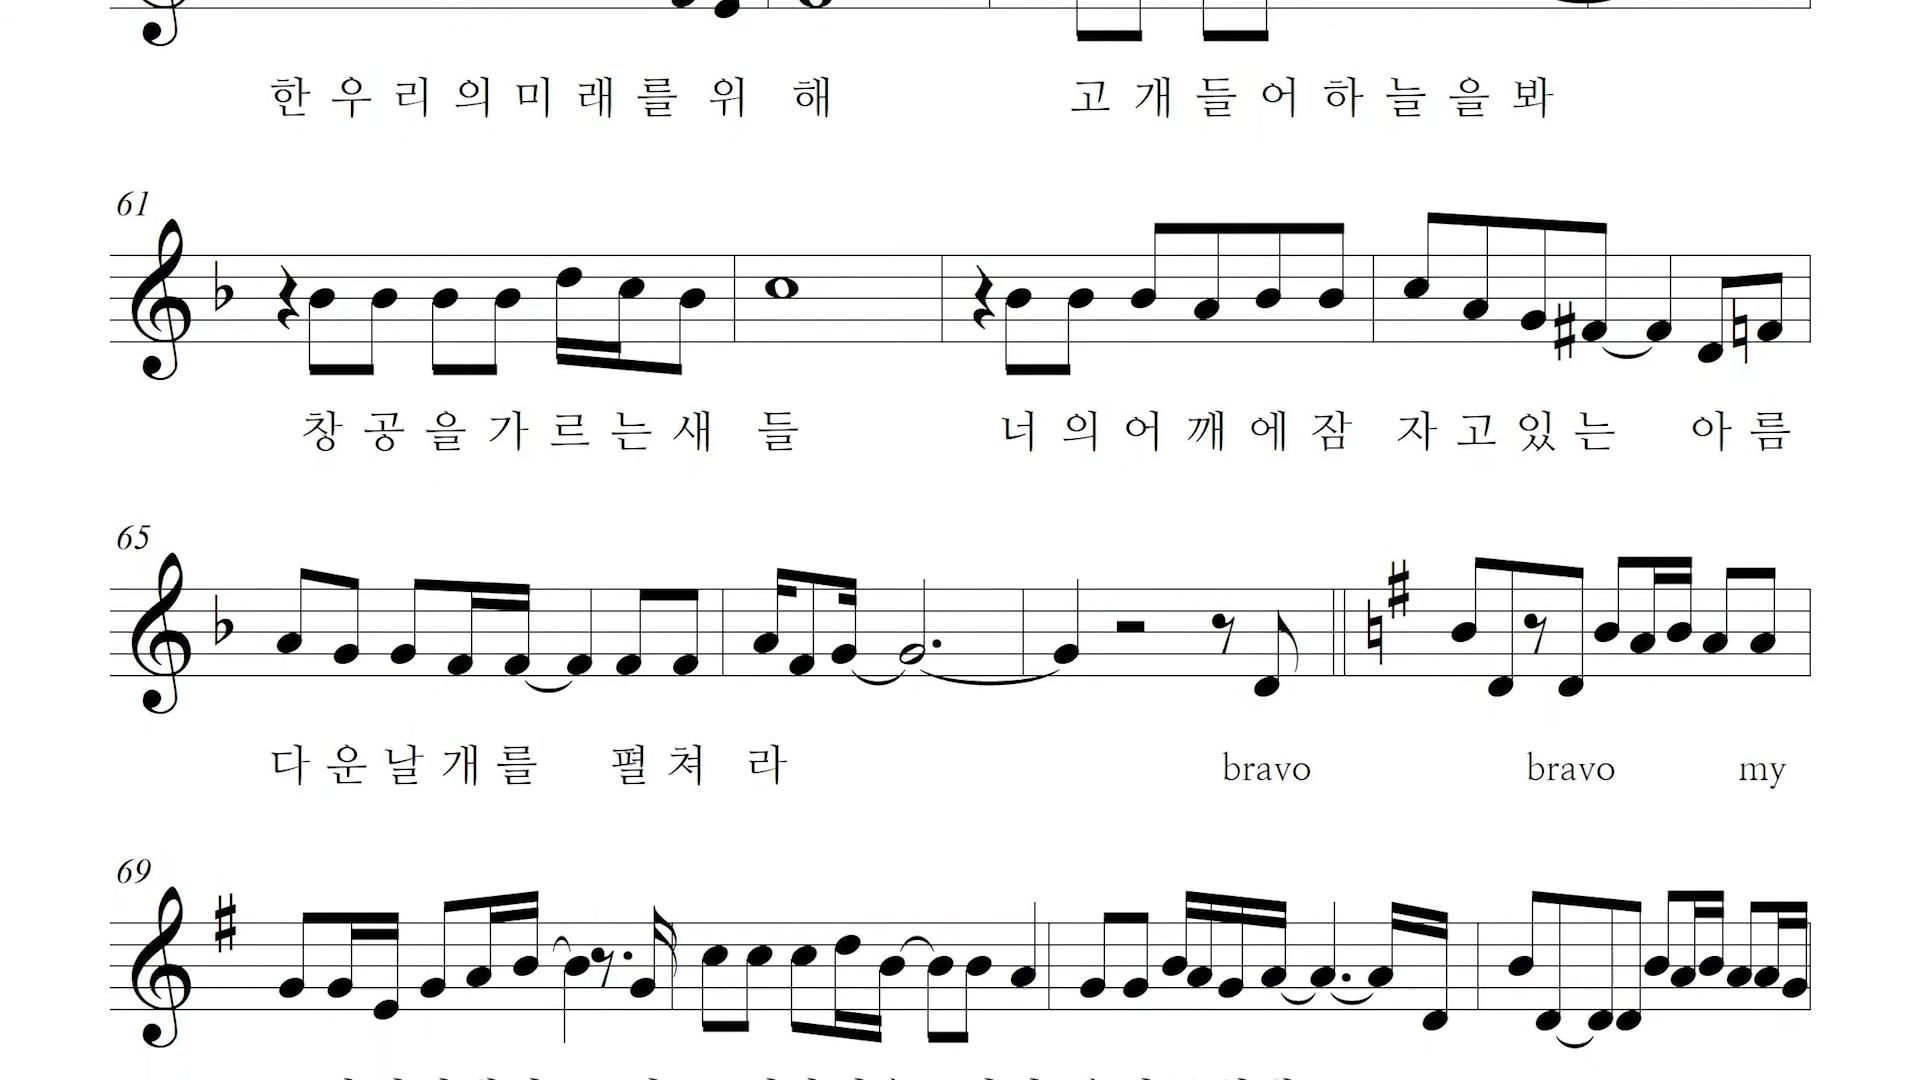 한 우 리 의 미 래 를 위 해 고 개 들 어 하 늘 을 봐
61
창 공 을 가 르 는 새 들 너 의 어 깨 에 잠 자 고 있 는 아 름
65
다 운 날 개 를 펼 쳐 라 bravo bravo my
69